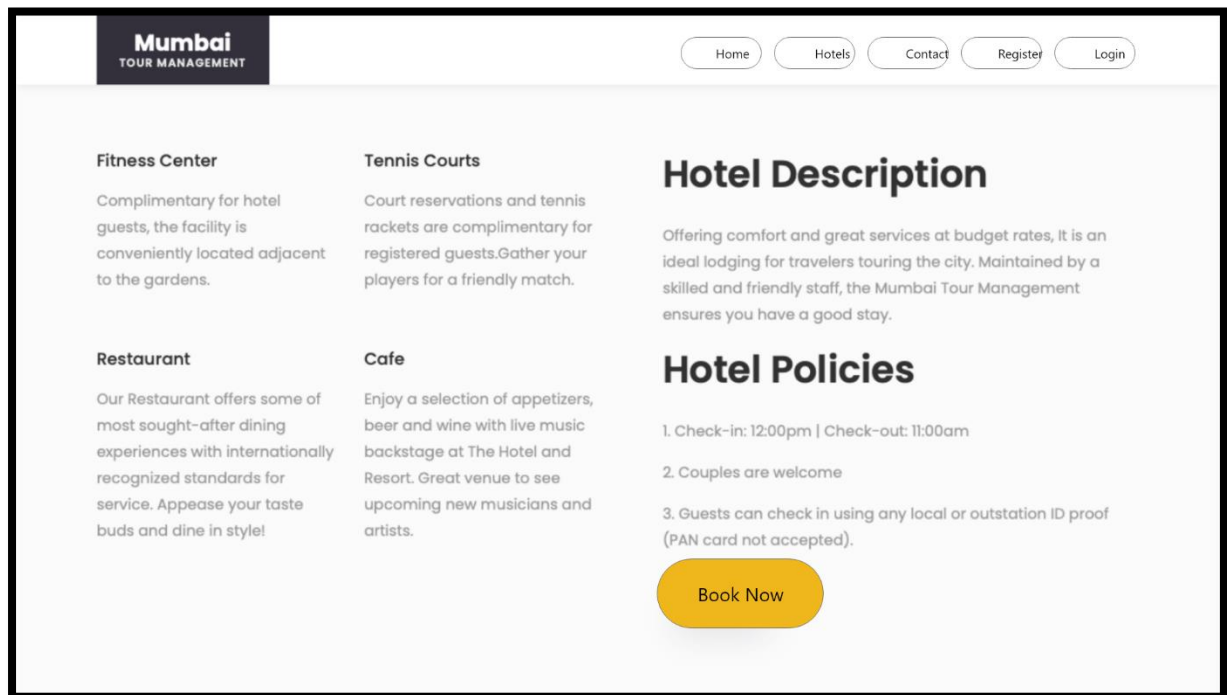 Mumbai
TOUR MANAGEMENT
Home
Hotels
Contact
Register
Login
Fitness Center
Complimentary for hotel
guests, the facility is
conveniently located adjacent
to the gardens.
Tennis Courts
Court reservations and tennis
rackets are complimentary for
registered guests.Gather your
players for a friendly match.
Restaurant
Our Restaurant offers some of
most sought-after dining
experiences with internationally
recognized standards for
service. Appease your taste
buds and dine in style!
Cafe
Enjoy a selection of appetizers,
beer and wine with live music
backstage at The Hotel and
Resort. Great venue to see
upcoming new musicians and
artists.
Hotel Description
Offering comfort and great services at budget rates, It is an
ideal lodging for travelers touring the city. Maintained by a
skilled and friendly staff, the Mumbai Tour Management
ensures you have a good stay.
Hotel Policies
1. Check-in: 12:00pm | Check-out: 11:00am
2. Couples are welcome
3. Guests can check in using any local or outstation ID proof
(PAN card not accepted).
Book Now